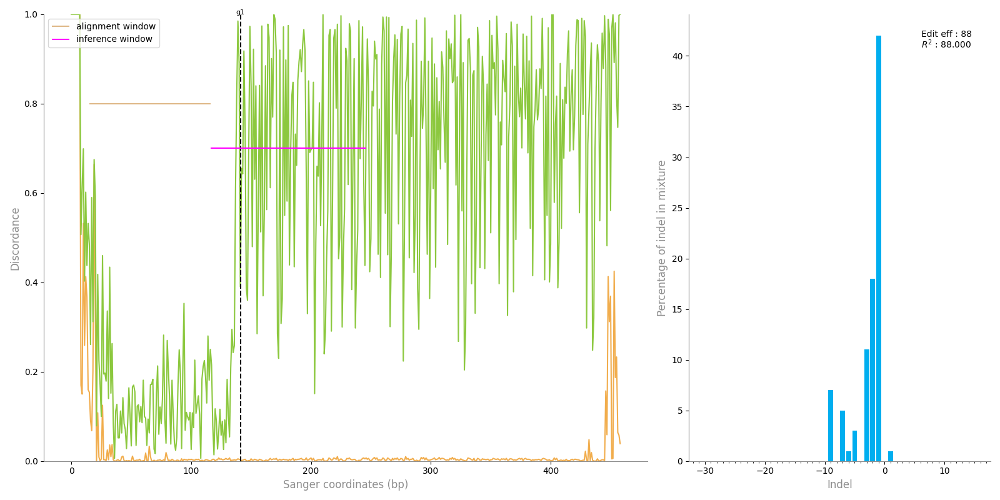 g1
alignment window
inference window
1.0
0.8
0.6
0.4
0.2
0.0
Discordance
0
100
200
300
400
Sanger coordinates (bp)
Edit eff : 88
R² : 88.000
40
35
30
25
20
15
10
5
0
Percentage of indel in mixture
−30
−20
−10
0
10
Indel